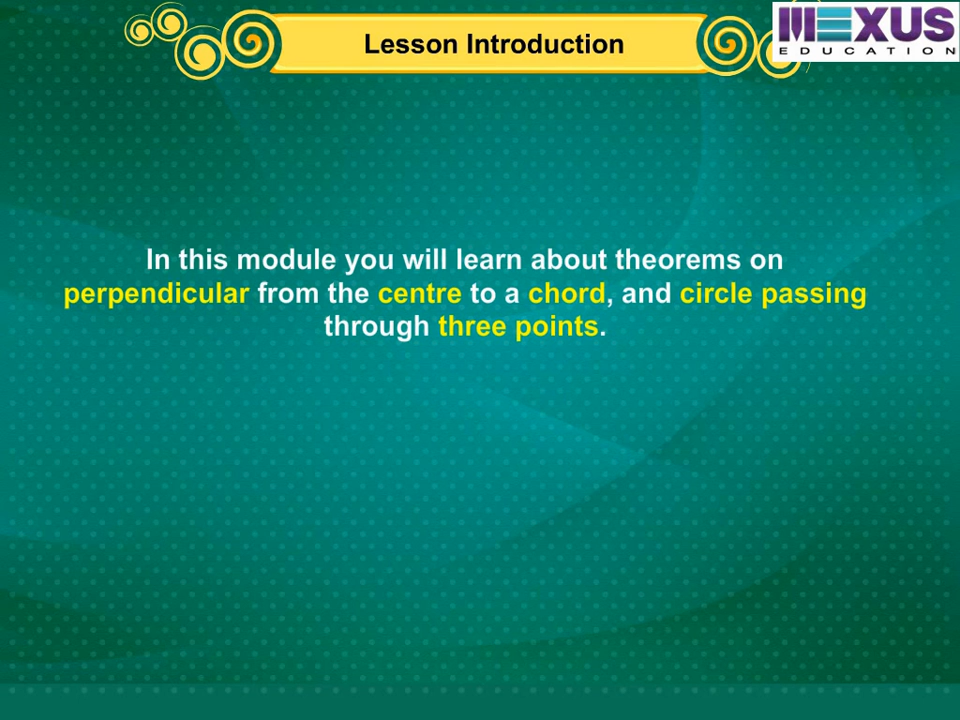 Lesson Introduction
MEXUS
EDUCATION
In this module you will learn about theorems on
perpendicular from the centre to a chord, and circle passing
through three points.